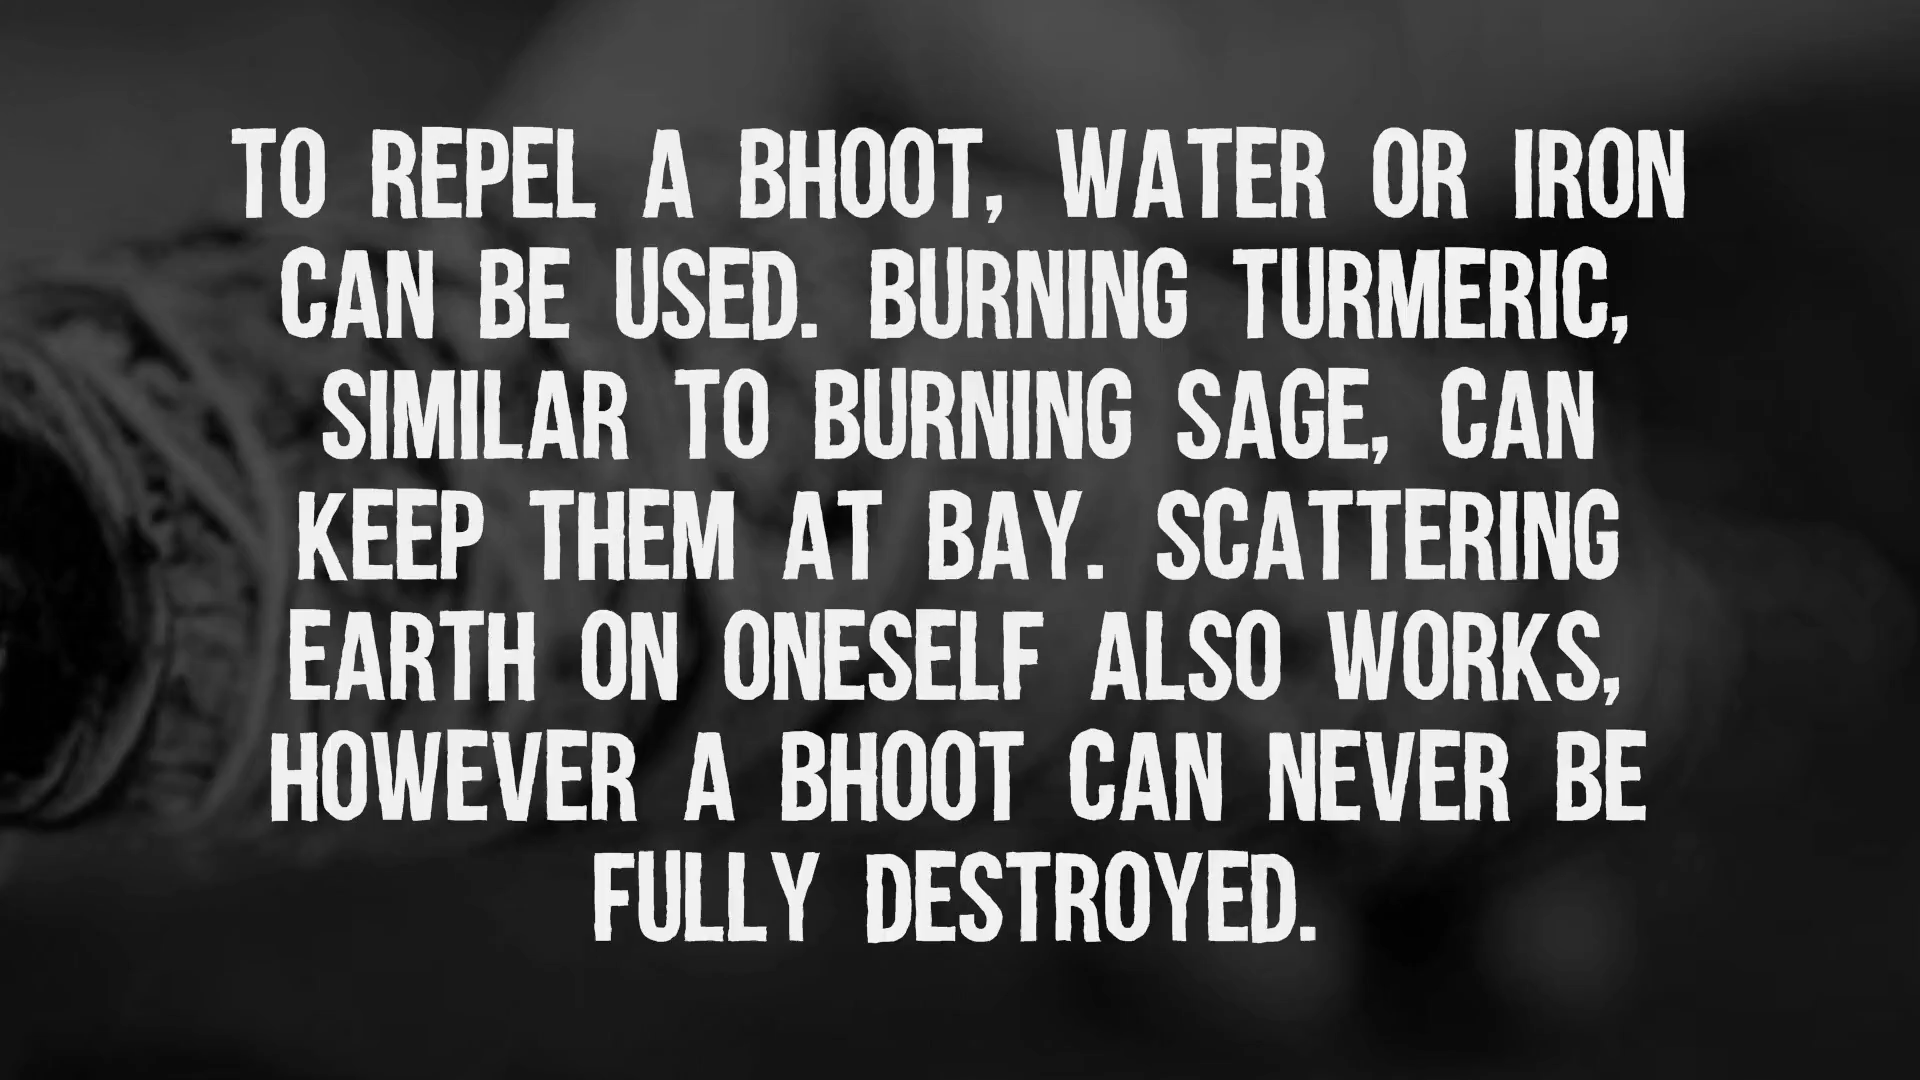 TO REPEL A BHOOT, WATER OR IRON
CAN BE USED. BURNING TURMERIC,
SIMILAR TO BURNING SAGE, CAN
KEEP THEM AT BAY. SCATTERING
EARTH ON ONESELF ALSO WORKS,
HOWEVER A BHOOT CAN NEVER BE
FULLY DESTROYED.